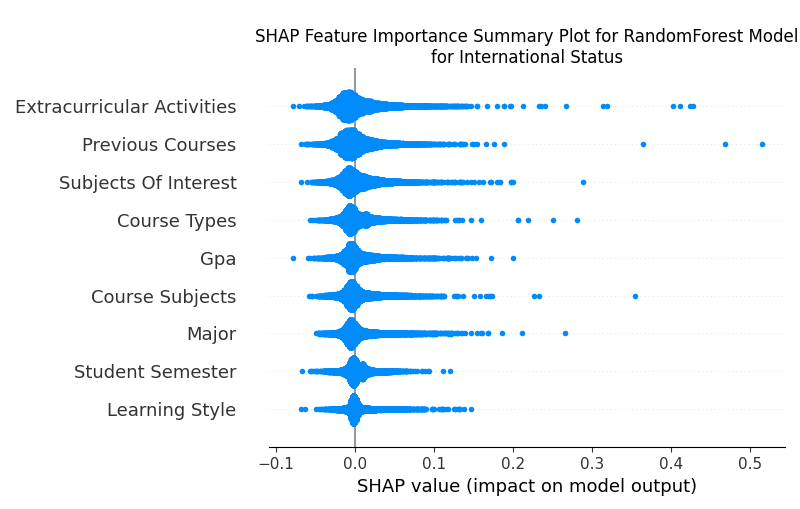 SHAP Feature Importance Summary Plot for RandomForest Model
for International Status
Extracurricular Activities
Previous Courses
Subjects Of Interest
Course Types
Gpa
Course Subjects
Major
Student Semester
Learning Style
−0.1 0.0 0.1 0.2 0.3 0.4 0.5
SHAP value (impact on model output)